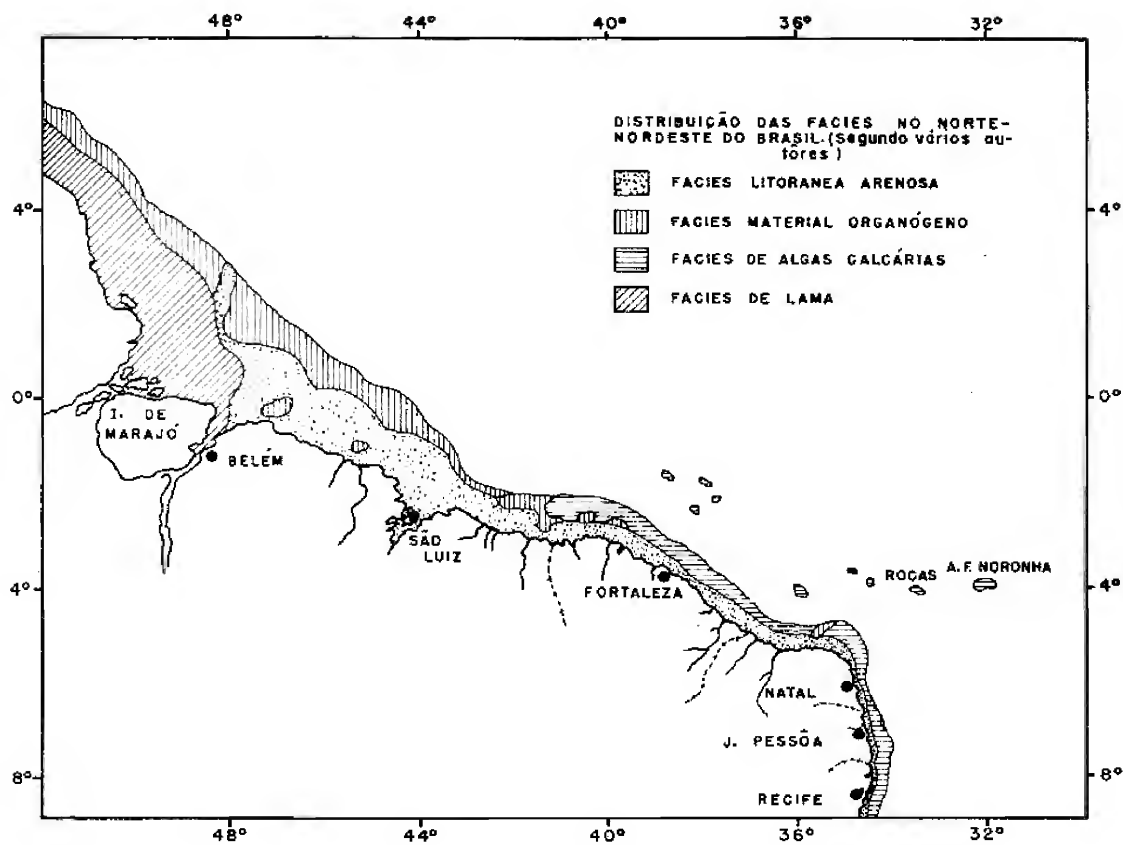 48° 44° 40° 36° 32°
DISTRIBUIÇÃO DAS FACIES NO NORTE-
NORDESTE DO BRASIL.(Segundo vários au-
tôres)
FACIES LITORANEA ARENOSA
FACIES MATERIAL ORGANÓGENO
FACIES DE ALGAS CALCÁRIAS
FACIES DE LAMA
4° 4°
0° 0°
I. DE
MARAJÓ
BELÉM
SÃO
LUIZ
FORTALEZA
ROCAS A.F. NORONHA
4° 4°
NATAL
J. PESSÔA
RECIFE
8° 8°
48° 44° 40° 36° 32°